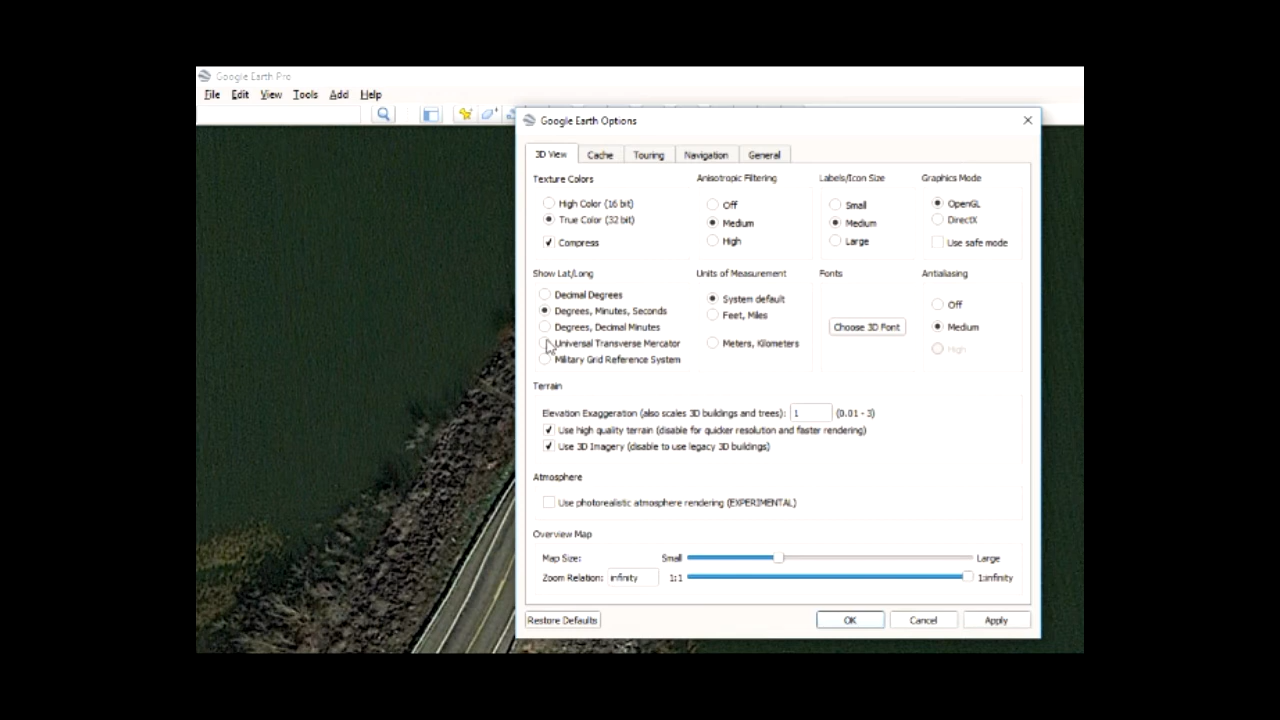 Google Earth Pro
File Edit View Tools Add Help
Google Earth Options
3D View Cache Touring Navigation General
Texture Colors
High Color (16 bit)
True Color (32 bit)
Compress
Anisotropic Filtering
Off
Medium
High
Labels/Icon Size
Small
Medium
Large
Graphics Mode
OpenGL
DirectX
Use safe mode
Show Lat/Long
Decimal Degrees
Degrees, Minutes, Seconds
Degrees, Decimal Minutes
Universal Transverse Mercator
Military Grid Reference System
Units of Measurement
System default
Feet, Miles
Meters, Kilometers
Fonts
Choose 3D Font
Antialiasing
Off
Medium
High
Terrain
Elevation Exaggeration (also scales 3D buildings and trees): 1 (0.01 - 3)
Use high quality terrain (disable for quicker resolution and faster rendering)
Use 3D Imagery (disable to use legacy 3D buildings)
Atmosphere
Use photorealistic atmosphere rendering (EXPERIMENTAL)
Overview Map
Map Size: Small Large
Zoom Relation: infinity 1:1 1:infinity
Restore Defaults OK Cancel Apply